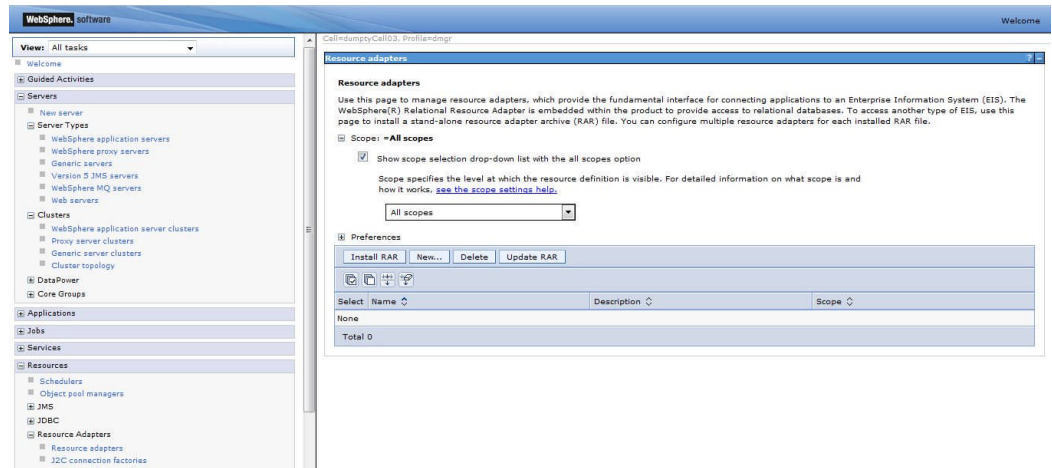 WebSphere. software
Welcome
View: All tasks
Welcome
Guided Activities
Servers
New server
Server Types
WebSphere application servers
WebSphere proxy servers
Generic servers
Version 5 JMS servers
WebSphere MQ servers
Web servers
Clusters
WebSphere application server clusters
Proxy server clusters
Generic server clusters
Cluster topology
DataPower
Core Groups
Applications
Jobs
Services
Resources
Schedulers
Object pool managers
JMS
JDBC
Resource Adapters
Resource adapters
J2C connection factories
Cell=dumptyCell03, Profile=dmgr
Resource adapters
? -
Resource adapters
Use this page to manage resource adapters, which provide the fundamental interface for connecting applications to an Enterprise Information System (EIS). The
WebSphere(R) Relational Resource Adapter is embedded within the product to provide access to relational databases. To access another type of EIS, use this
page to install a stand-alone resource adapter archive (RAR) file. You can configure multiple resource adapters for each installed RAR file.
Scope: =All scopes
Show scope selection drop-down list with the all scopes option
Scope specifies the level at which the resource definition is visible. For detailed information on what scope is and
how it works, see the scope settings help.
All scopes
Preferences
Install RAR New... Delete Update RAR
Select Name Description Scope
None
Total 0